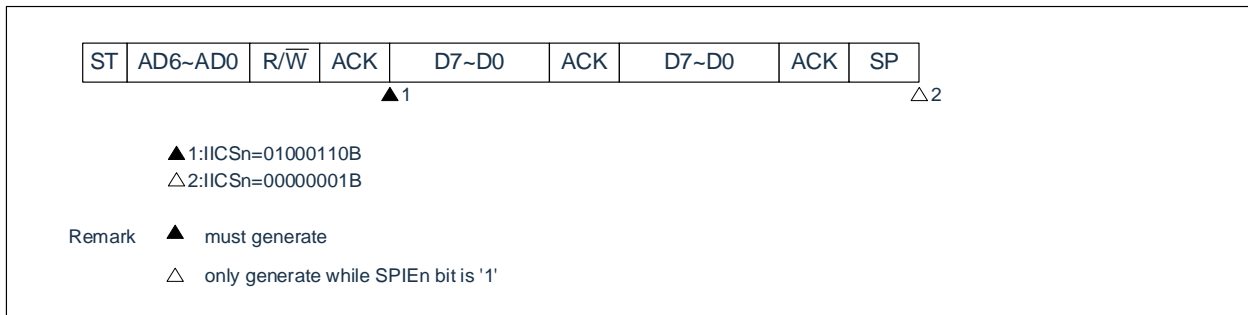 ST AD6~AD0 R/W̅ ACK D7~D0 ACK D7~D0 ACK SP
▲1 △2
▲1:IICSn=01000110B
△2:IICSn=00000001B
Remark ▲ must generate
△ only generate while SPIEn bit is '1'